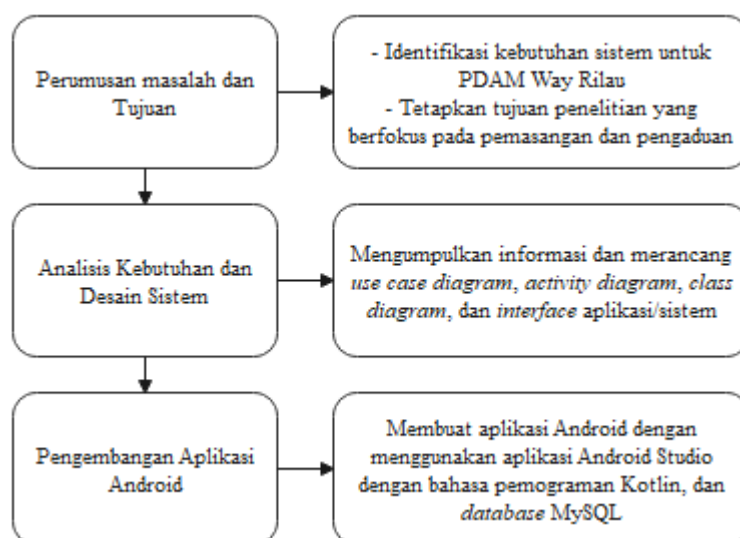 Perumusan masalah dan
Tujuan
- Identifikasi kebutuhan sistem untuk
PDAM Way Rilau
- Tetapkan tujuan penelitian yang
berfokus pada pemasangan dan pengaduan
Analisis Kebutuhan dan
Desain Sistem
Mengumpulkan informasi dan merancang
use case diagram, activity diagram, class
diagram, dan interface aplikasi/sistem
Pengembangan Aplikasi
Android
Membuat aplikasi Android dengan
menggunakan aplikasi Android Studio
dengan bahasa pemograman Kotlin, dan
database MySQL